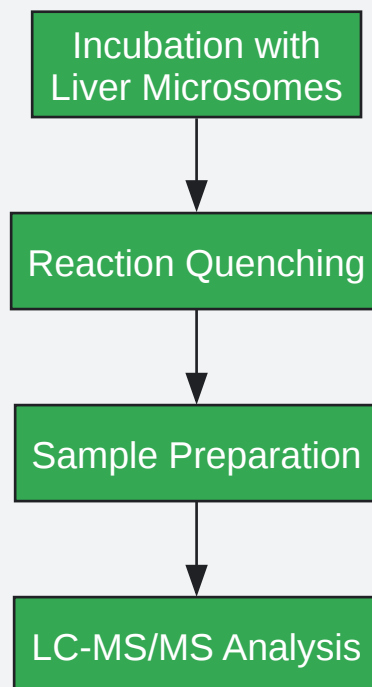 Incubation with
Liver Microsomes
Reaction Quenching
Sample Preparation
LC-MS/MS Analysis